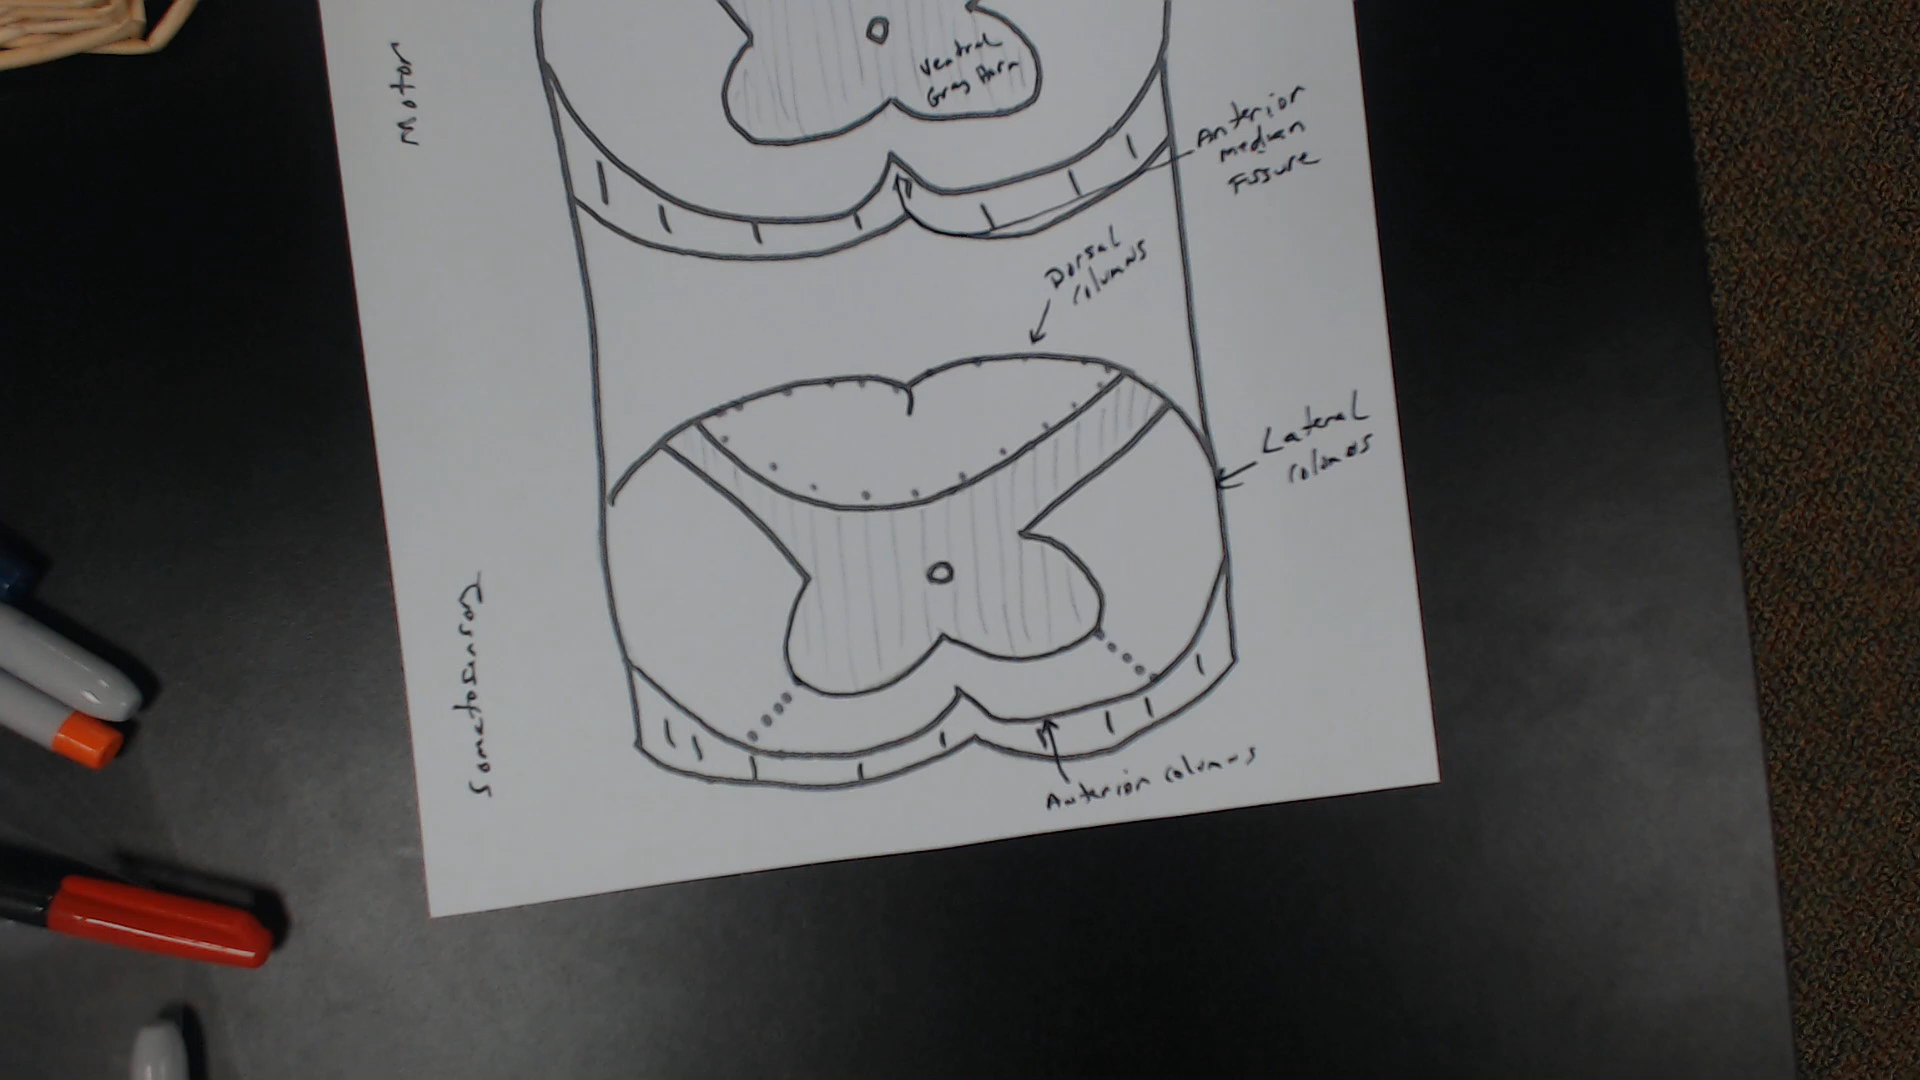 Motor
Ventral
Gray Horn
Anterior
median
Fissure
Dorsal
columns
Lateral
columns
Somatosensory
Anterior columns